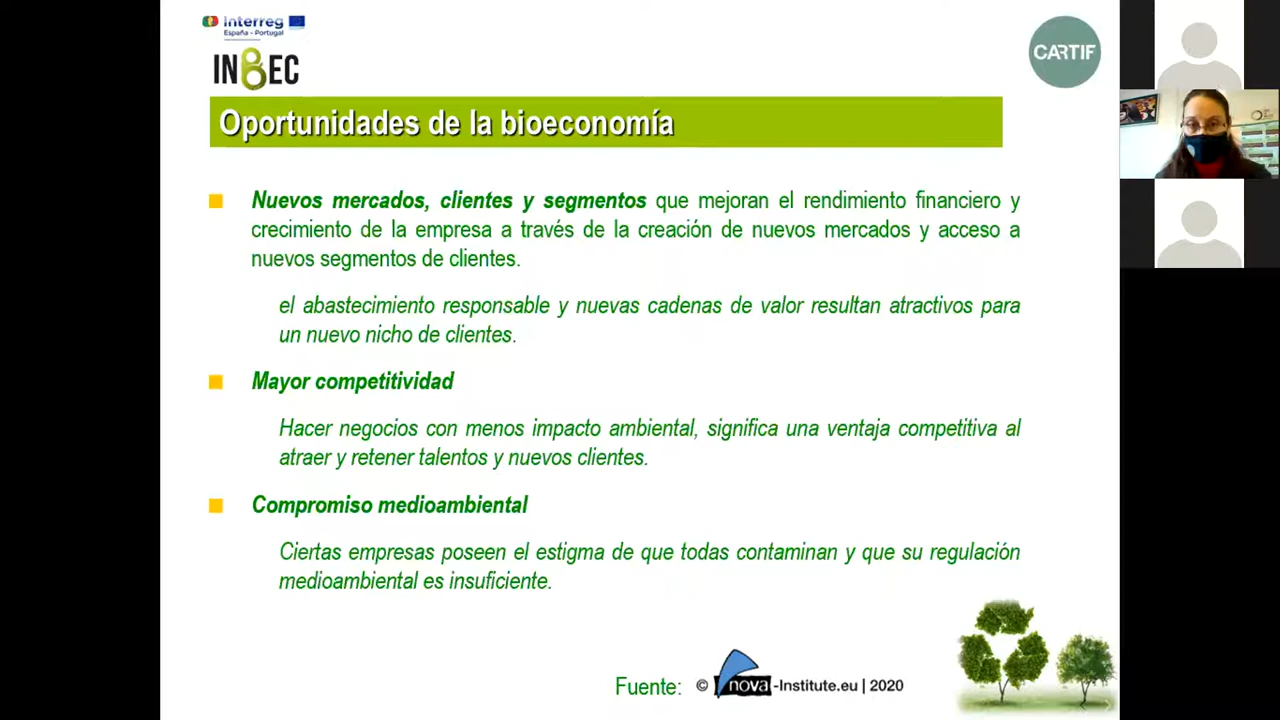 Interreg
España - Portugal
INBEC
CARTIF
Oportunidades de la bioeconomía
Nuevos mercados, clientes y segmentos que mejoran el rendimiento financiero y
crecimiento de la empresa a través de la creación de nuevos mercados y acceso a
nuevos segmentos de clientes.
el abastecimiento responsable y nuevas cadenas de valor resultan atractivos para
un nuevo nicho de clientes.
Mayor competitividad
Hacer negocios con menos impacto ambiental, significa una ventaja competitiva al
atraer y retener talentos y nuevos clientes.
Compromiso medioambiental
Ciertas empresas poseen el estigma de que todas contaminan y que su regulación
medioambiental es insuficiente.
Fuente: © nova-Institute.eu | 2020